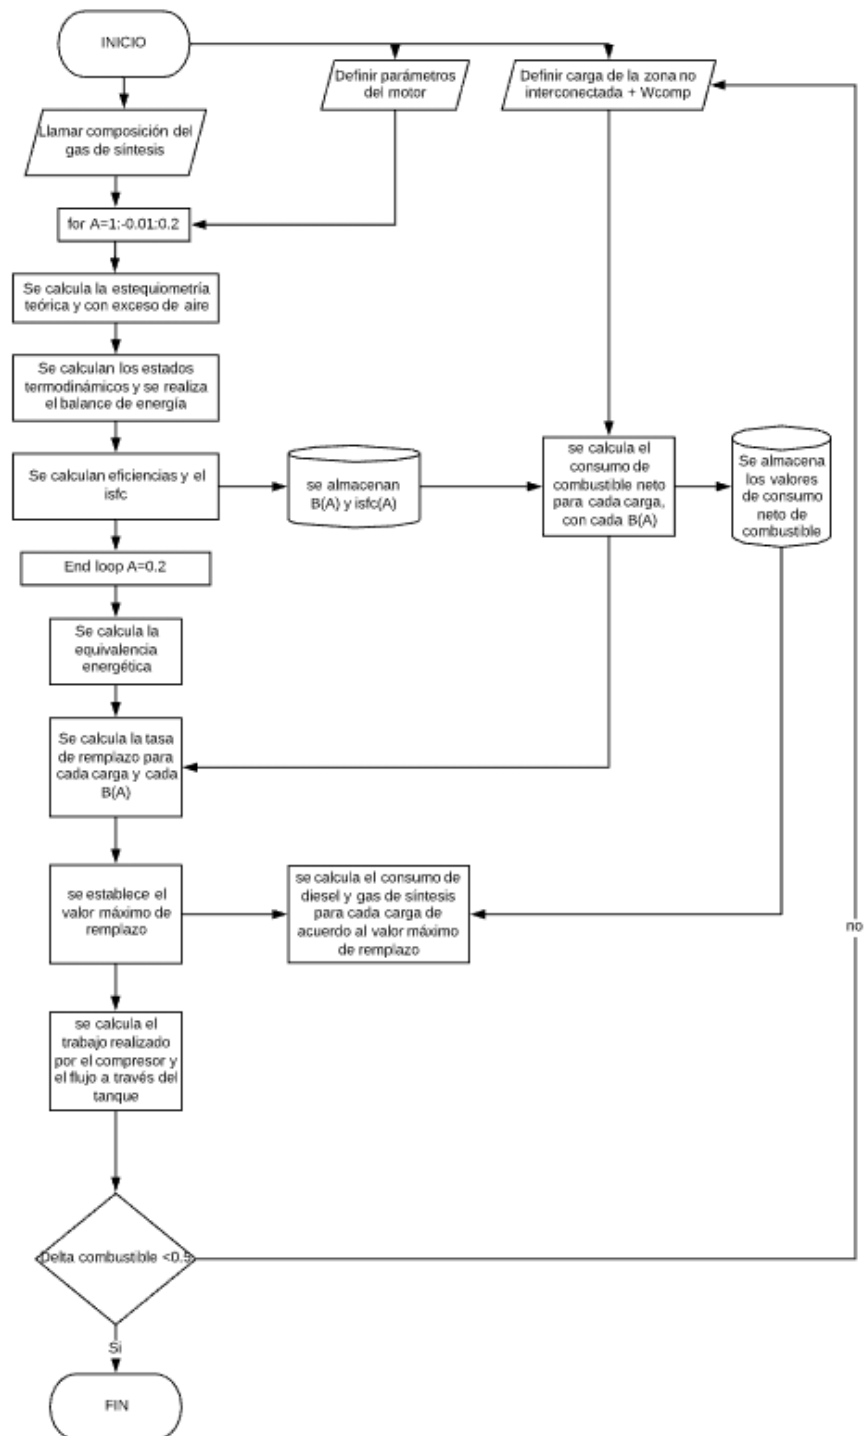 INICIO
Definir parámetros
del motor
Definir carga de la zona no
interconectada + Wcomp
Llamar composición del
gas de síntesis
for A=1:-0.01:0.2
Se calcula la estequiometría
teórica y con exceso de aire
Se calculan los estados
termodinámicos y se realiza
el balance de energía
Se calculan eficiencias y el
isfc
se almacenan
B(A) y isfc(A)
se calcula el
consumo de
combustible neto
para cada carga,
con cada B(A)
Se almacena
los valores
de consumo
neto de
combustible
End loop A=0.2
Se calcula la
equivalencia
energética
Se calcula la tasa
de remplazo para
cada carga y cada
B(A)
se establece el
valor máximo de
remplazo
se calcula el consumo de
diesel y gas de síntesis
para cada carga de
acuerdo al valor máximo
de remplazo
no
se calcula el
trabajo realizado
por el compresor y
el flujo a través del
tanque
Delta combustible <0.5
Si
FIN